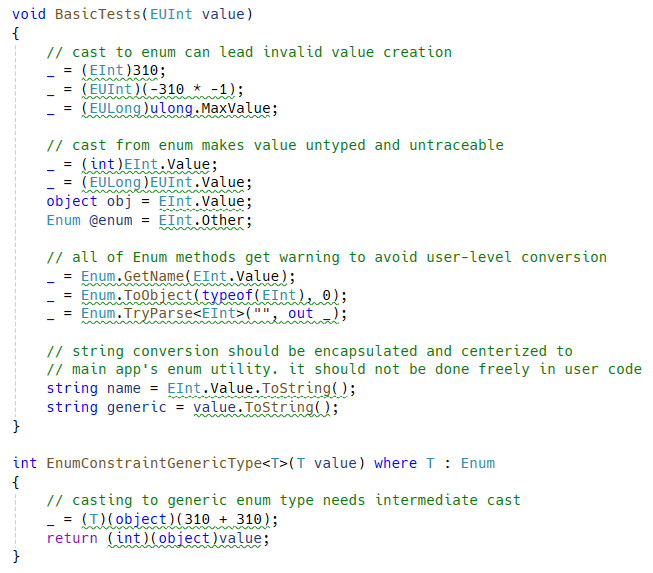 void BasicTests(EUInt value)
{
    // cast to enum can lead invalid value creation
    _ = (EInt)310;
    _ = (EUInt)(-310 * -1);
    _ = (EULong)ulong.MaxValue;

    // cast from enum makes value untyped and untraceable
    _ = (int)EInt.Value;
    _ = (EULong)EUInt.Value;
    object obj = EInt.Value;
    Enum @enum = EInt.Other;

    // all of Enum methods get warning to avoid user-level conversion
    _ = Enum.GetName(EInt.Value);
    _ = Enum.ToObject(typeof(EInt), 0);
    _ = Enum.TryParse<EInt>("", out _);

    // string conversion should be encapsulated and centerized to
    // main app's enum utility. it should not be done freely in user code
    string name = EInt.Value.ToString();
    string generic = value.ToString();
}

int EnumConstraintGenericType<T>(T value) where T : Enum
{
    // casting to generic enum type needs intermediate cast
    _ = (T)(object)(310 + 310);
    return (int)(object)value;
}